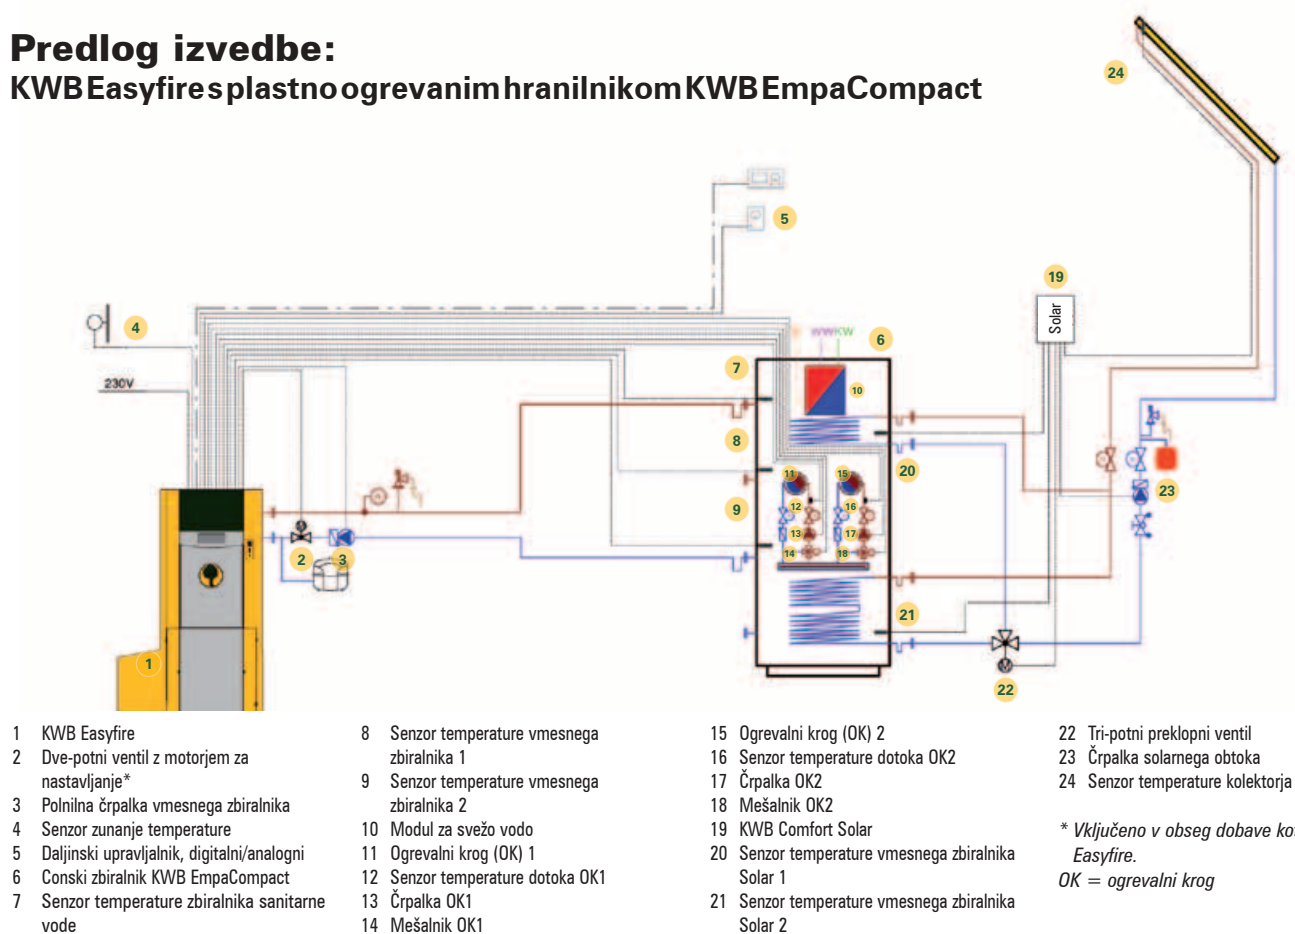 Predlog izvedbe:
KWB Easyfire s plastno ogrevanim hranilnikom KWB EmpaCompact
24
5
19
Solar
4
6
WW KW
7
230V
10
8
20
11
15
23
9
12
16
13
17
2
3
14
18
21
1
22
1 KWB Easyfire
2 Dve-potni ventil z motorjem za
nastavljanje*
3 Polnilna črpalka vmesnega zbiralnika
4 Senzor zunanje temperature
5 Daljinski upravljalnik, digitalni/analogni
6 Conski zbiralnik KWB EmpaCompact
7 Senzor temperature zbiralnika sanitarne
vode
8 Senzor temperature vmesnega
zbiralnika 1
9 Senzor temperature vmesnega
zbiralnika 2
10 Modul za svežo vodo
11 Ogrevalni krog (OK) 1
12 Senzor temperature dotoka OK1
13 Črpalka OK1
14 Mešalnik OK1
15 Ogrevalni krog (OK) 2
16 Senzor temperature dotoka OK2
17 Črpalka OK2
18 Mešalnik OK2
19 KWB Comfort Solar
20 Senzor temperature vmesnega zbiralnika
Solar 1
21 Senzor temperature vmesnega zbiralnika
Solar 2
22 Tri-potni preklopni ventil
23 Črpalka solarnega obtoka
24 Senzor temperature kolektorja
* Vključeno v obseg dobave
Easyfire.
OK = ogrevalni krog